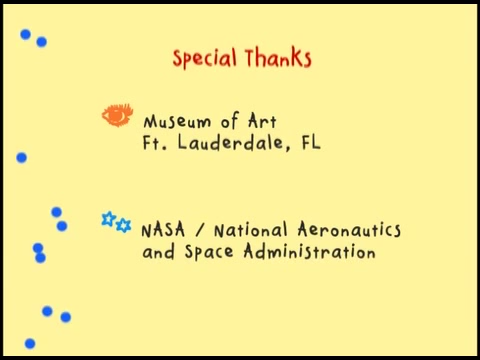 Special Thanks
Museum of Art
Ft. Lauderdale, FL
NASA / National Aeronautics
and Space Administration